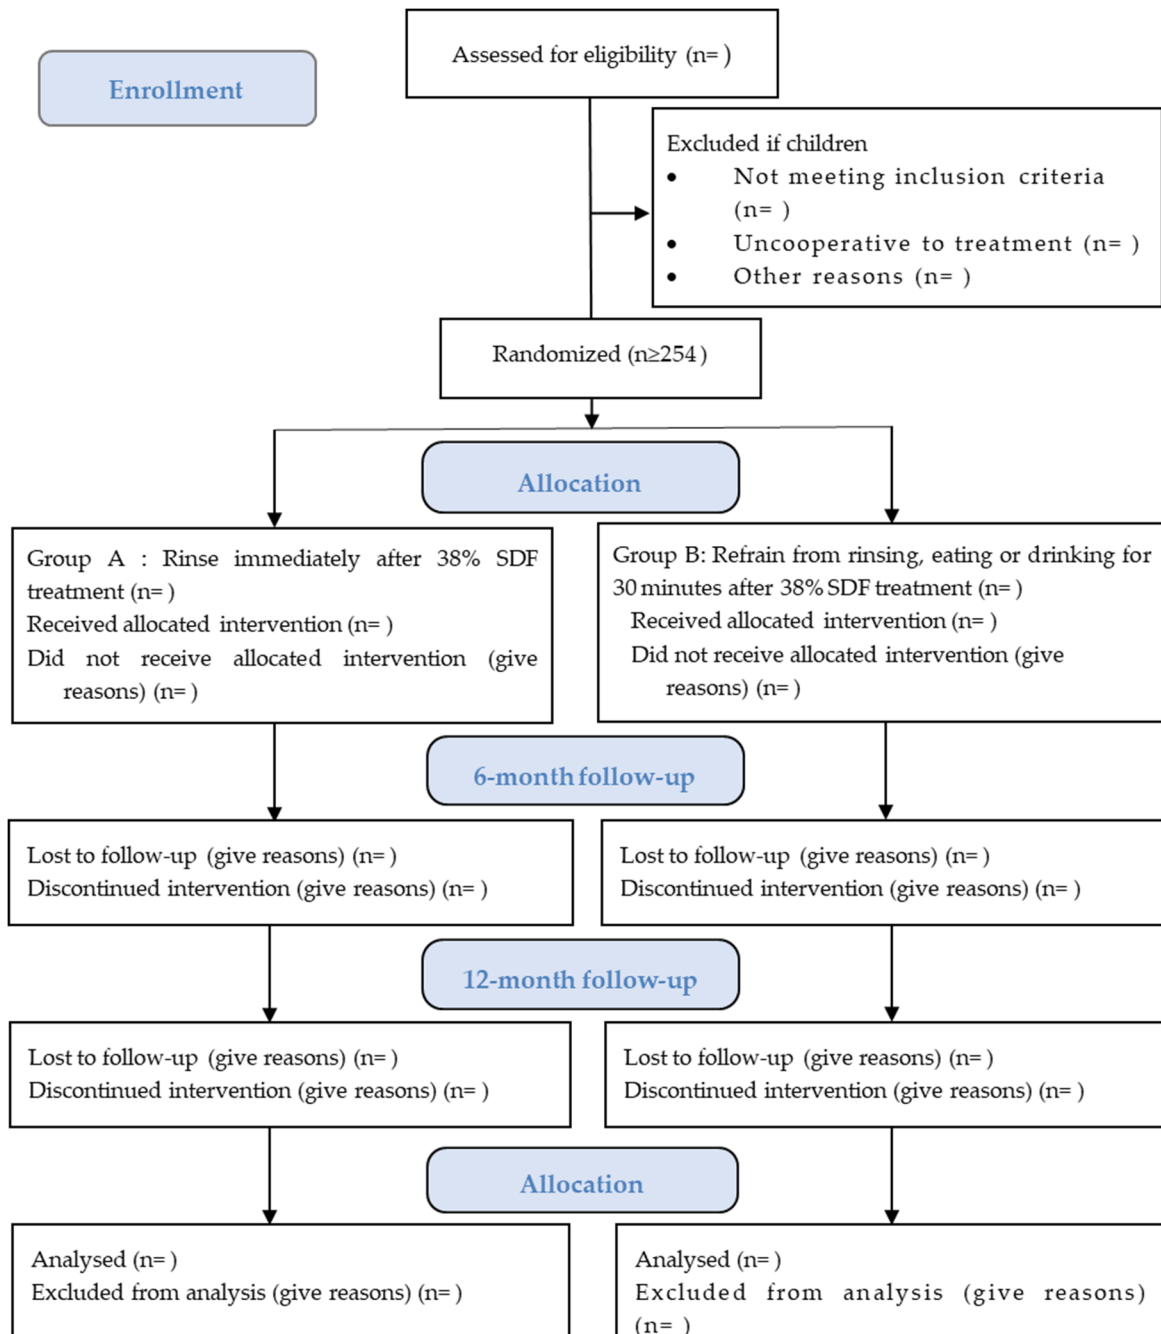 Assessed for eligibility (n= )
Enrollment
Excluded if children
• Not meeting inclusion criteria
(n= )
• Uncooperative to treatment (n= )
• Other reasons (n= )
Randomized (n≥254)
Allocation
Group A : Rinse immediately after 38% SDF
treatment (n= )
Received allocated intervention (n= )
Did not receive allocated intervention (give
reasons) (n= )
Group B: Refrain from rinsing, eating or drinking for
30 minutes after 38% SDF treatment (n= )
Received allocated intervention (n= )
Did not receive allocated intervention (give
reasons) (n= )
6-month follow-up
Lost to follow-up (give reasons) (n= )
Discontinued intervention (give reasons) (n= )
Lost to follow-up (give reasons) (n= )
Discontinued intervention (give reasons) (n= )
12-month follow-up
Lost to follow-up (give reasons) (n= )
Discontinued intervention (give reasons) (n= )
Lost to follow-up (give reasons) (n= )
Discontinued intervention (give reasons) (n= )
Allocation
Analysed (n= )
Excluded from analysis (give reasons) (n= )
Analysed (n= )
Excluded from analysis (give reasons)
(n= )